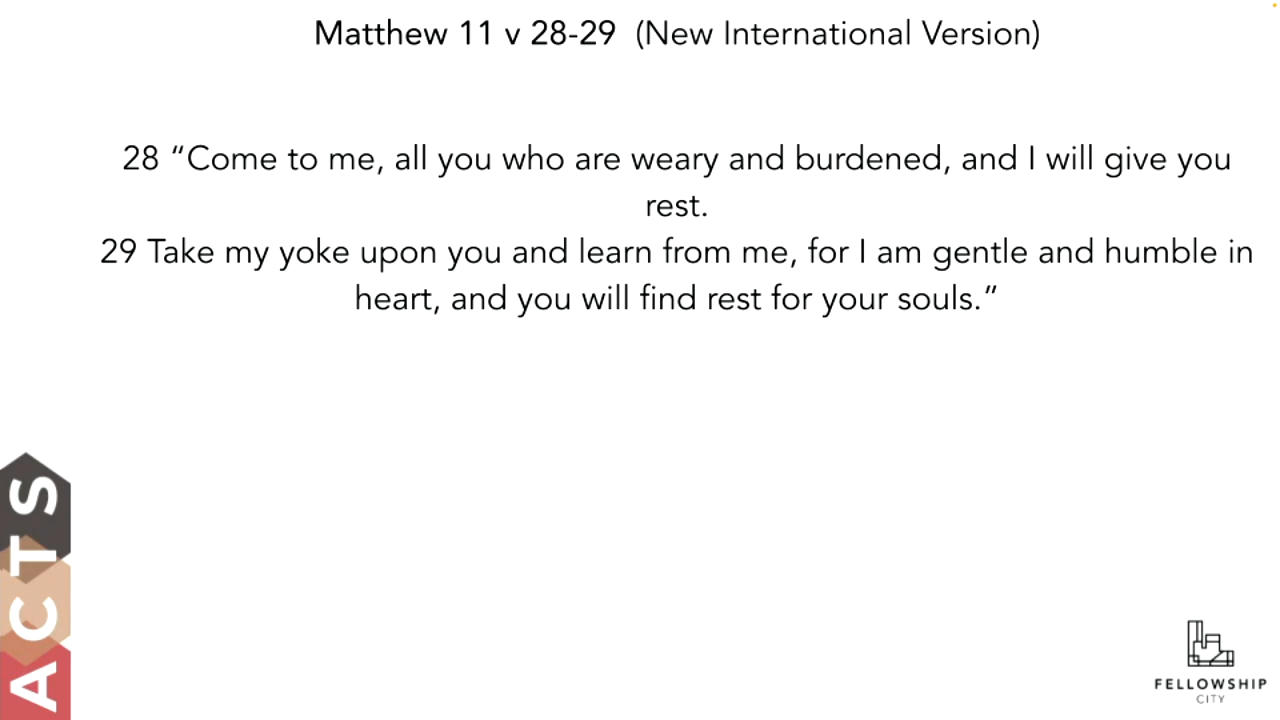 Matthew 11 v 28-29 (New International Version)
28 “Come to me, all you who are weary and burdened, and I will give you
rest.
29 Take my yoke upon you and learn from me, for I am gentle and humble in
heart, and you will find rest for your souls.”
ACTS
FELLOWSHIP
CITY